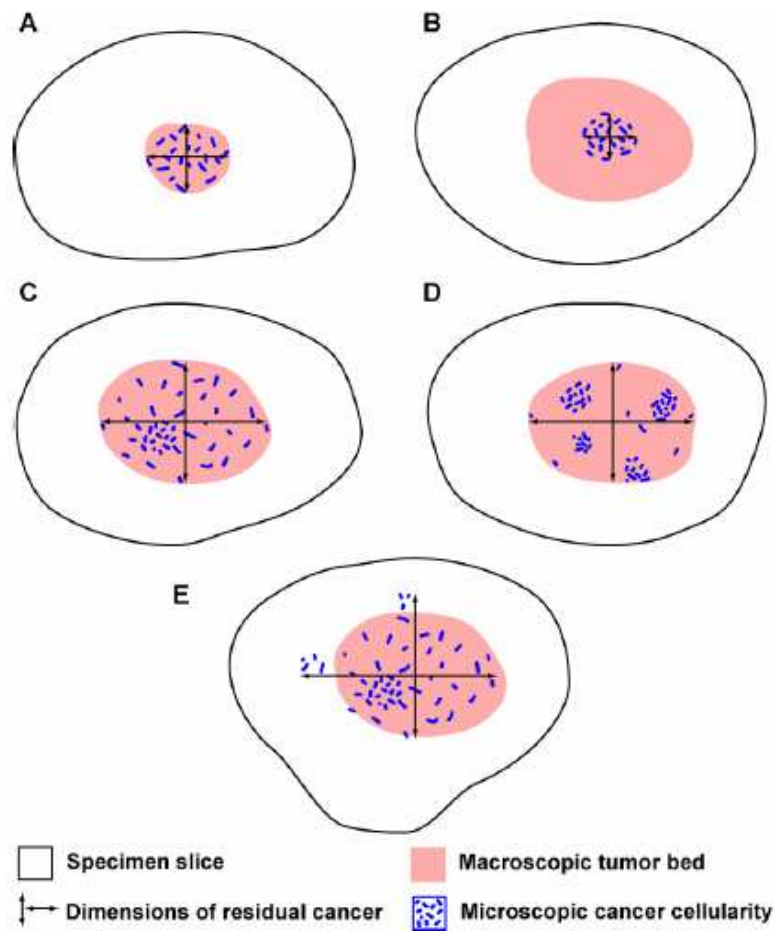 A
B
C
D
E
Specimen slice
Macroscopic tumor bed
Dimensions of residual cancer
Microscopic cancer cellularity